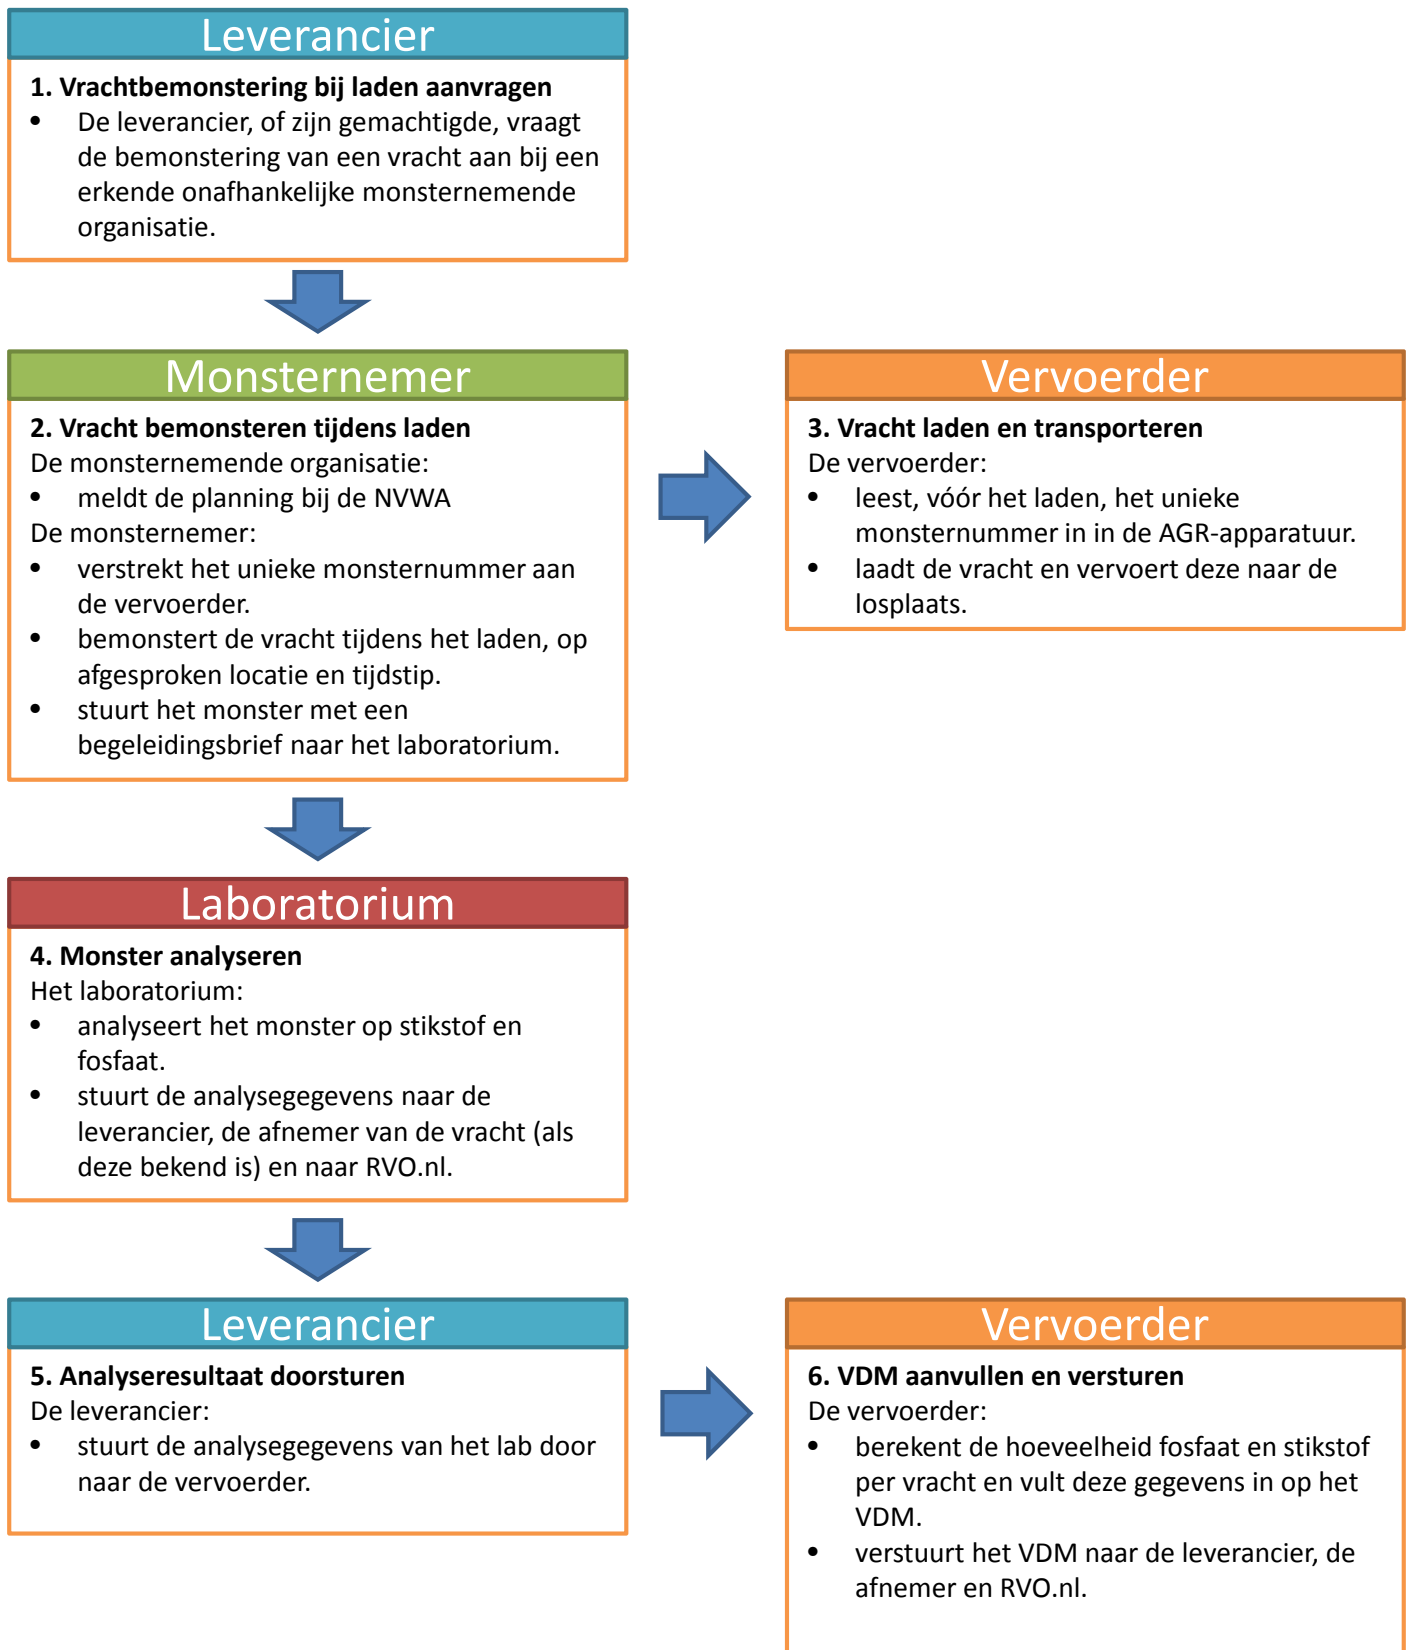 Leverancier
1. Vrachtbemonstering bij laden aanvragen
• De leverancier, of zijn gemachtigde, vraagt
de bemonstering van een vracht aan bij een
erkende onafhankelijke monsternemende
organisatie.
Monsternemer
2. Vracht bemonsteren tijdens laden
De monsternemende organisatie:
• meldt de planning bij de NVWA
De monsternemer:
• verstrekt het unieke monsternummer aan
de vervoerder.
• bemonstert de vracht tijdens het laden, op
afgesproken locatie en tijdstip.
• stuurt het monster met een
begeleidingsbrief naar het laboratorium.
Vervoerder
3. Vracht laden en transporteren
De vervoerder:
• leest, vóór het laden, het unieke
monsternummer in in de AGR-apparatuur.
• laadt de vracht en vervoert deze naar de
losplaats.
Laboratorium
4. Monster analyseren
Het laboratorium:
• analyseert het monster op stikstof en
fosfaat.
• stuurt de analysegegevens naar de
leverancier, de afnemer van de vracht (als
deze bekend is) en naar RVO.nl.
Leverancier
5. Analyseresultaat doorsturen
De leverancier:
• stuurt de analysegegevens van het lab door
naar de vervoerder.
Vervoerder
6. VDM aanvullen en versturen
De vervoerder:
• berekent de hoeveelheid fosfaat en stikstof
per vracht en vult deze gegevens in op het
VDM.
• verstuurt het VDM naar de leverancier, de
afnemer en RVO.nl.